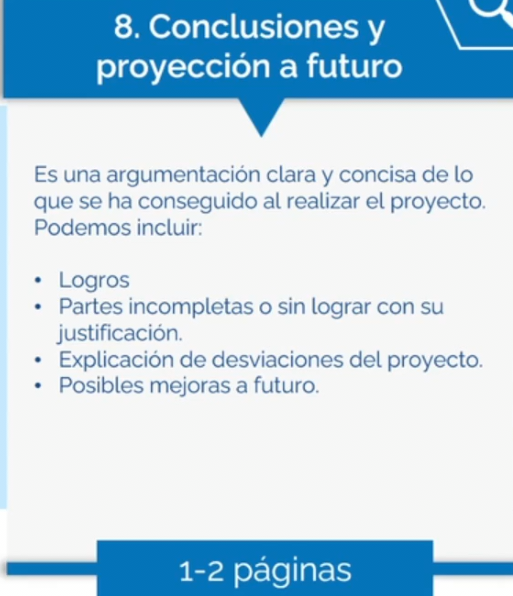 8. Conclusiones y
proyección a futuro
Es una argumentación clara y concisa de lo
que se ha conseguido al realizar el proyecto.
Podemos incluir:
• Logros
• Partes incompletas o sin lograr con su
justificación.
• Explicación de desviaciones del proyecto.
• Posibles mejoras a futuro.
1-2 páginas